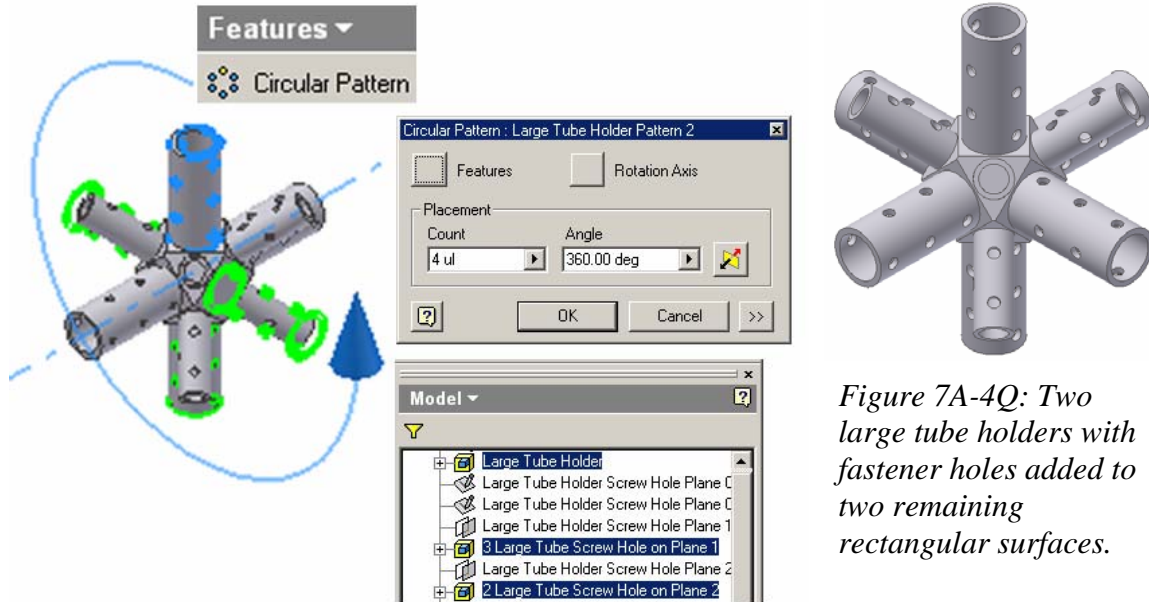 Features
Circular Pattern
Circular Pattern : Large Tube Holder Pattern 2
Features
Rotation Axis
Placement
Count
Angle
4 ul
360.00 deg
OK
Cancel
>>
Model
Large Tube Holder
Large Tube Holder Screw Hole Plane
Large Tube Holder Screw Hole Plane
Large Tube Holder Screw Hole Plane 1
3 Large Tube Screw Hole on Plane 1
Large Tube Holder Screw Hole Plane 2
2 Large Tube Screw Hole on Plane 2
Figure 7A-4Q: Two
large tube holders with
fastener holes added to
two remaining
rectangular surfaces.